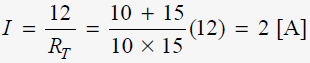 I = 12 / R_T = 10 + 15 / 10 × 15 (12) = 2 [A]